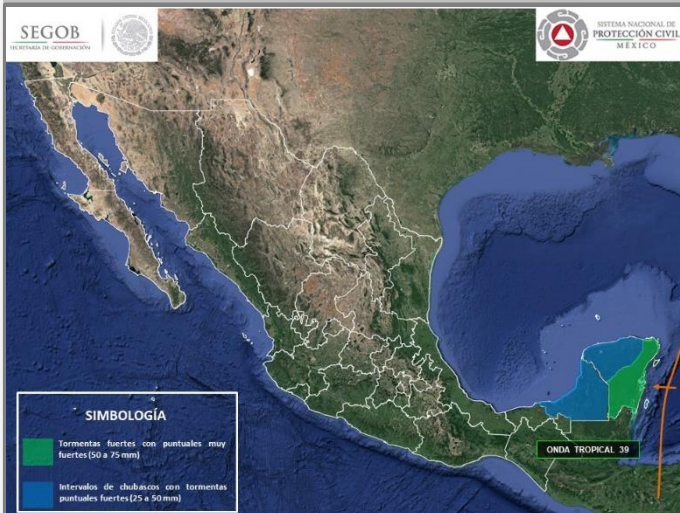 SEGOB
SECRETARÍA DE GOBERNACIÓN
SISTEMA NACIONAL DE
PROTECCIÓN CIVIL
MÉXICO
ONDA TROPICAL 39
SIMBOLOGÍA
Tormentas fuertes con puntuales muy
fuertes (50 a 75 mm)
Intervalos de chubascos con tormentas
puntuales fuertes (25 a 50 mm)